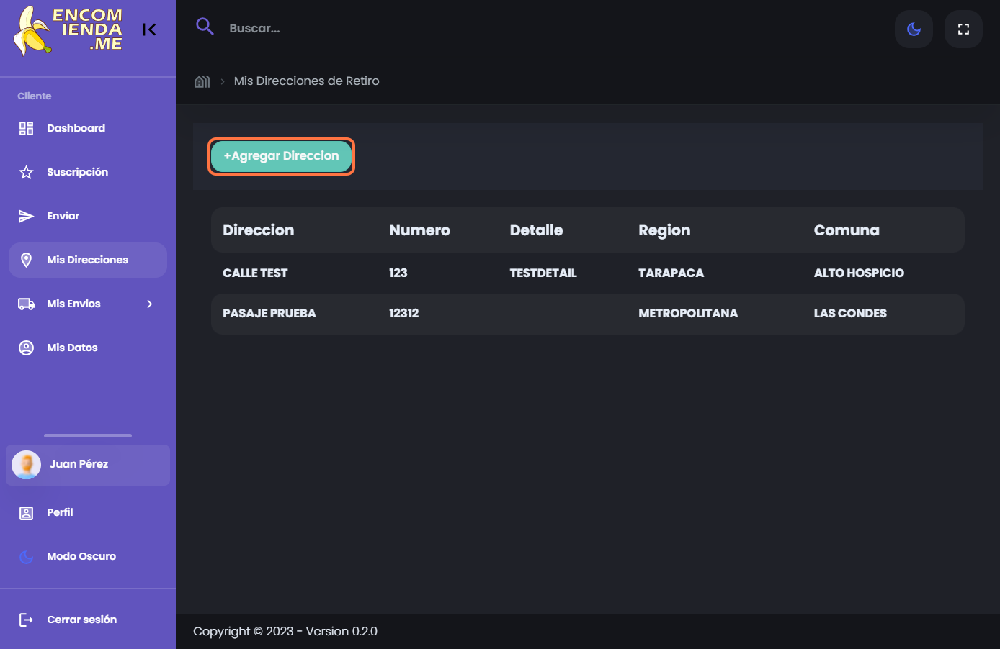 ENCOM
IENDA
.ME
Cliente
Dashboard
Suscripción
Enviar
Mis Direcciones
Mis Envios
Mis Datos
Juan Pérez
Perfil
Modo Oscuro
Cerrar sesión
Buscar...
Mis Direcciones de Retiro
+Agregar Direccion
Direccion Numero Detalle Region Comuna
CALLE TEST 123 TESTDETAIL TARAPACA ALTO HOSPICIO
PASAJE PRUEBA 12312 METROPOLITANA LAS CONDES
Copyright © 2023 - Version 0.2.0